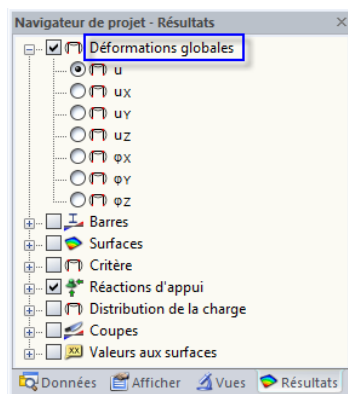 Navigateur de projet - Résultats
Déformations globales
u
uX
uY
uZ
φX
φY
φZ
Barres
Surfaces
Critère
Réactions d'appui
Distribution de la charge
Coupes
Valeurs aux surfaces
Données Afficher Vues Résultats